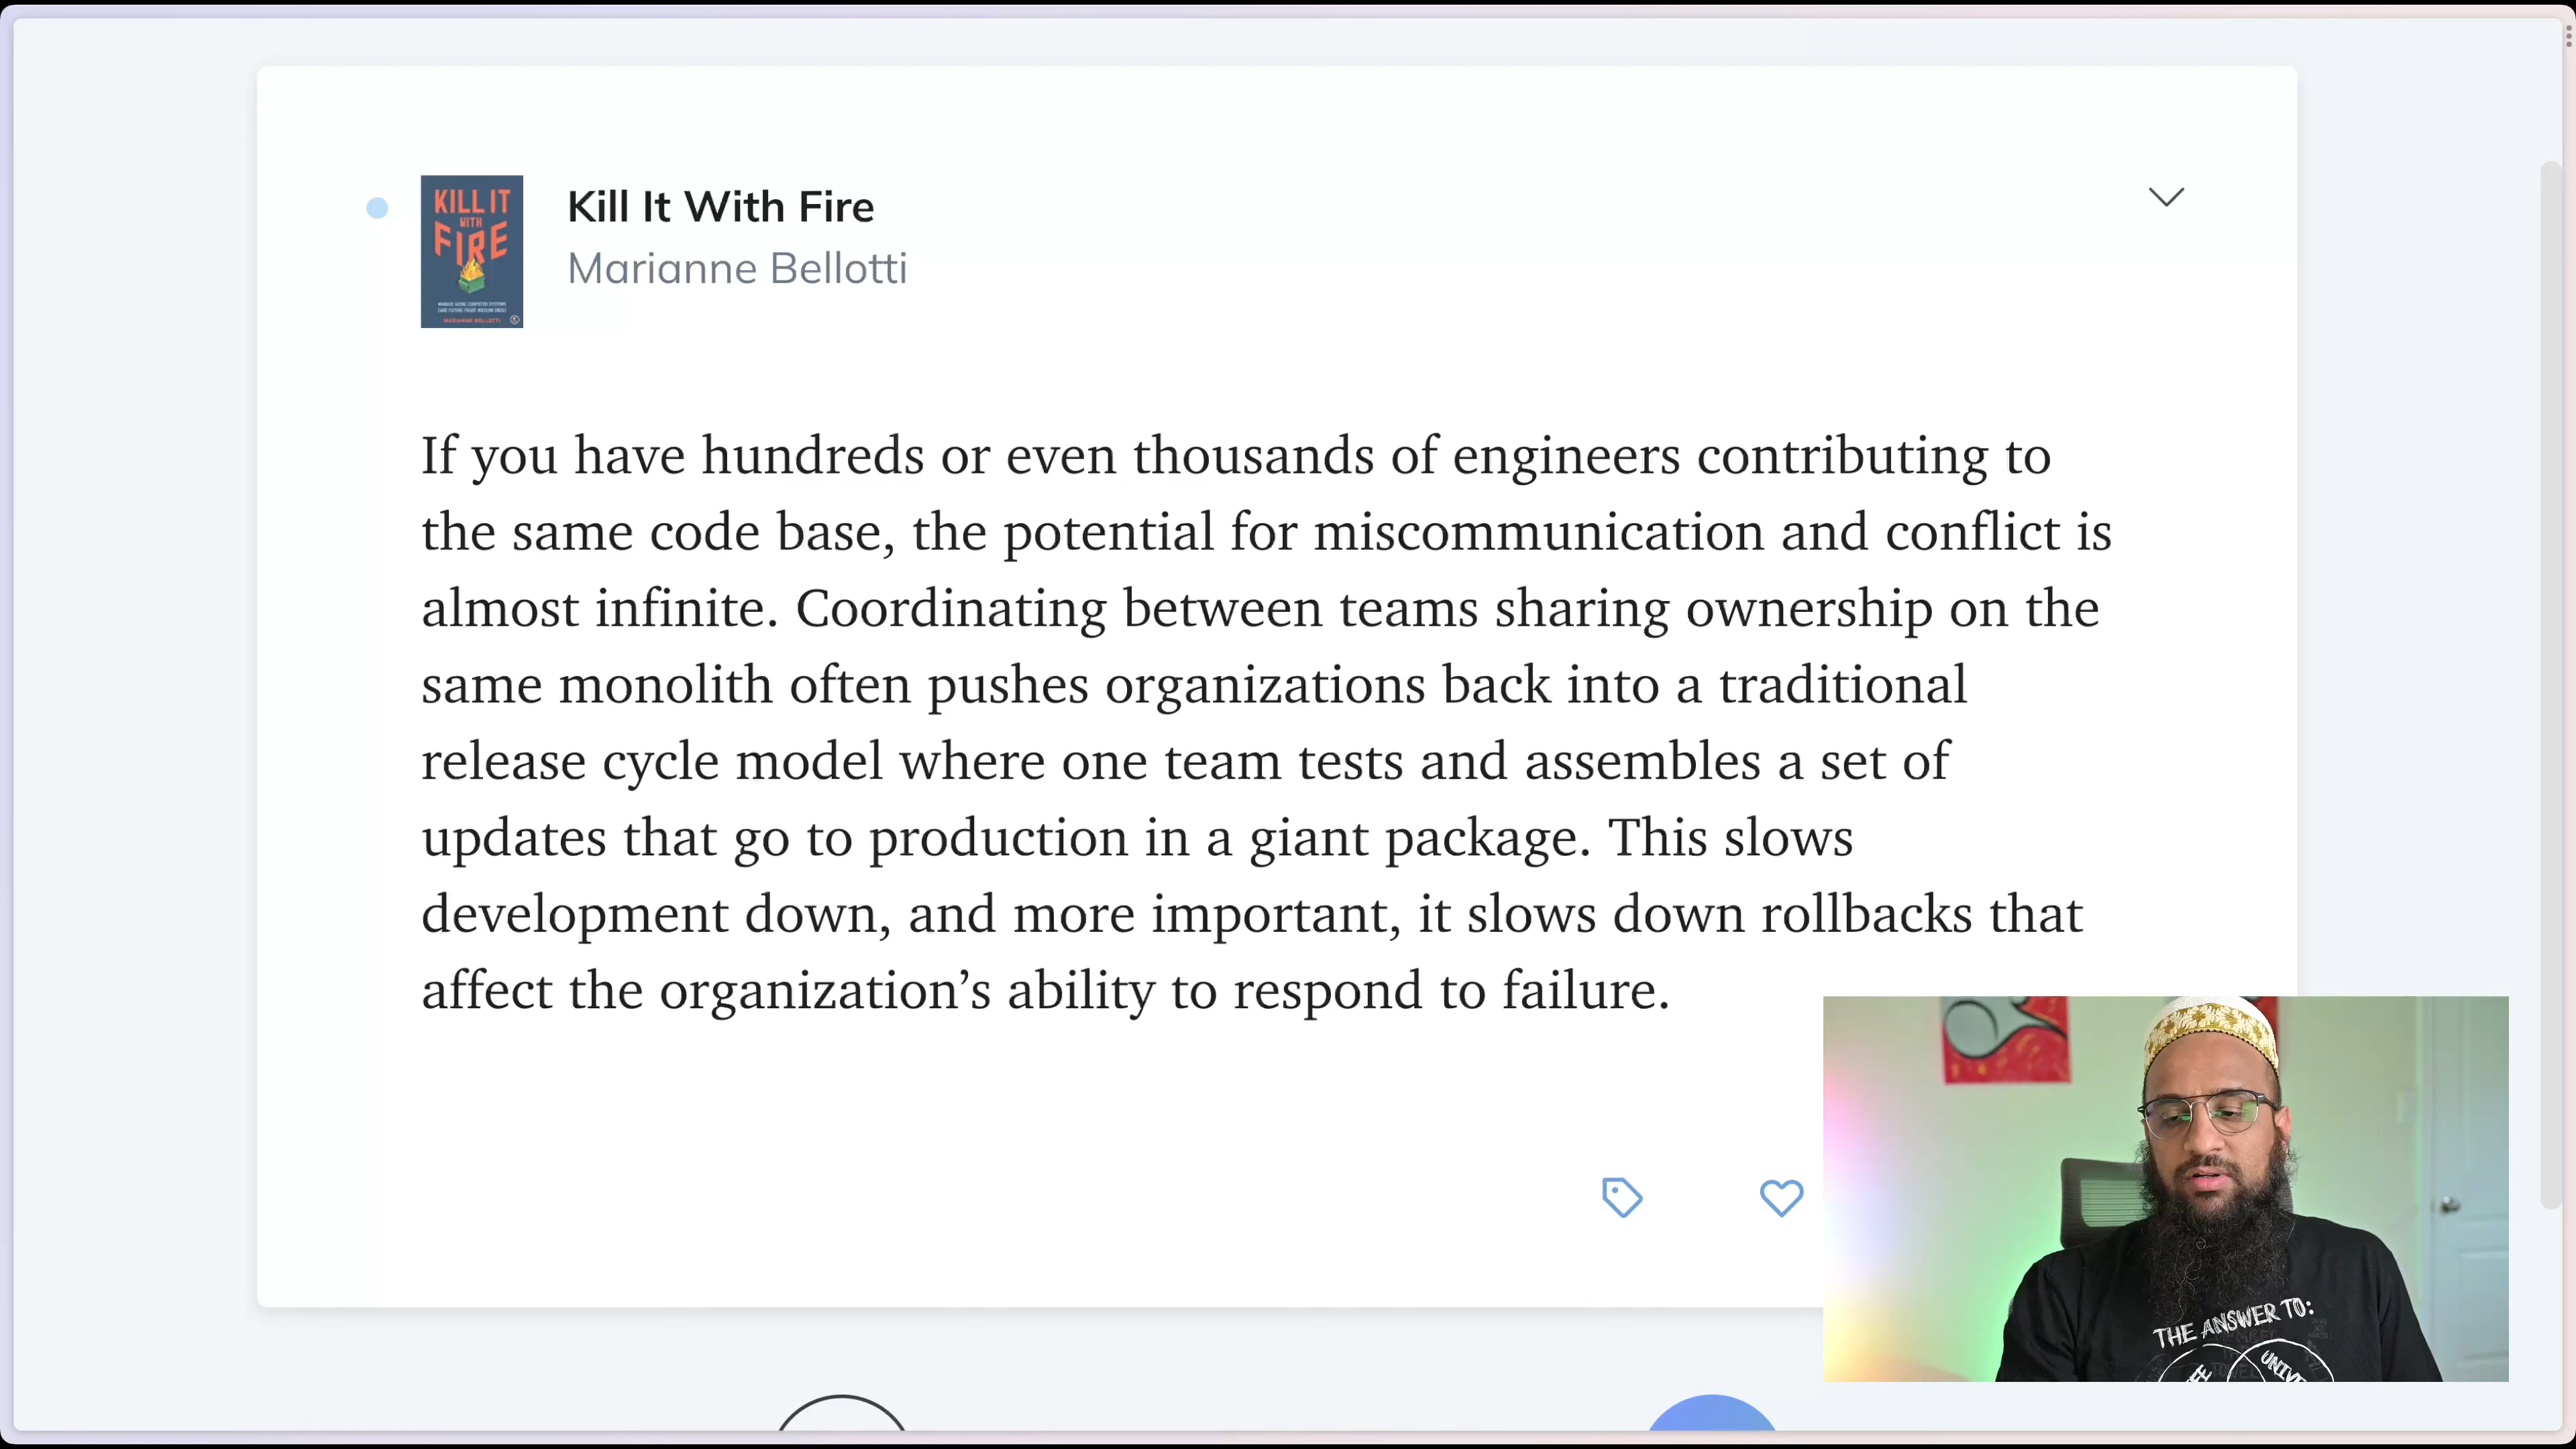 KILL IT
WITH
FIRE
MARIANNE BELLOTTI
Kill It With Fire
Marianne Bellotti
If you have hundreds or even thousands of engineers contributing to
the same code base, the potential for miscommunication and conflict is
almost infinite. Coordinating between teams sharing ownership on the
same monolith often pushes organizations back into a traditional
release cycle model where one team tests and assembles a set of
updates that go to production in a giant package. This slows
development down, and more important, it slows down rollbacks that
affect the organization’s ability to respond to failure.
THE ANSWER TO: